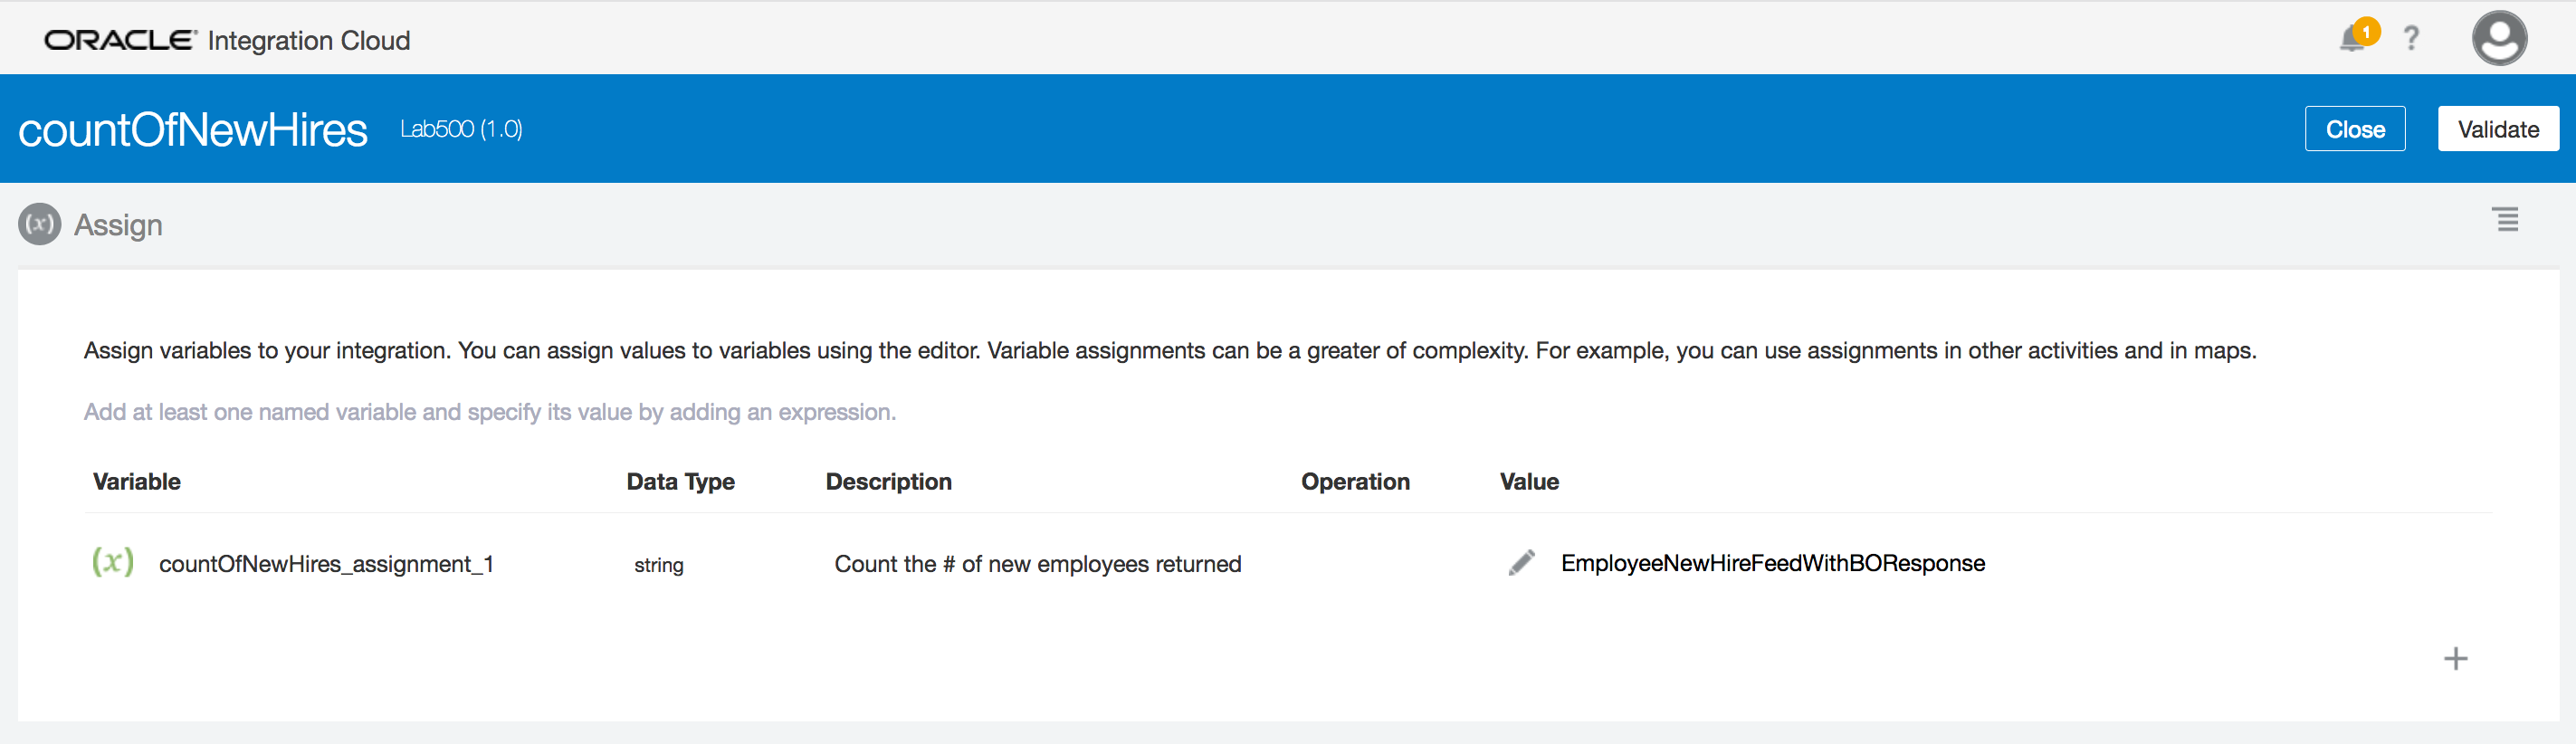 ORACLE Integration Cloud
1
?
countOfNewHires Lab500 (1.0)
Close
Validate
(x) Assign
Assign variables to your integration. You can assign values to variables using the editor. Variable assignments can be a greater of complexity. For example, you can use assignments in other activities and in maps.
Add at least one named variable and specify its value by adding an expression.
Variable Data Type Description Operation Value
(x) countOfNewHires_assignment_1 string Count the # of new employees returned EmployeeNewHireFeedWithBOResponse